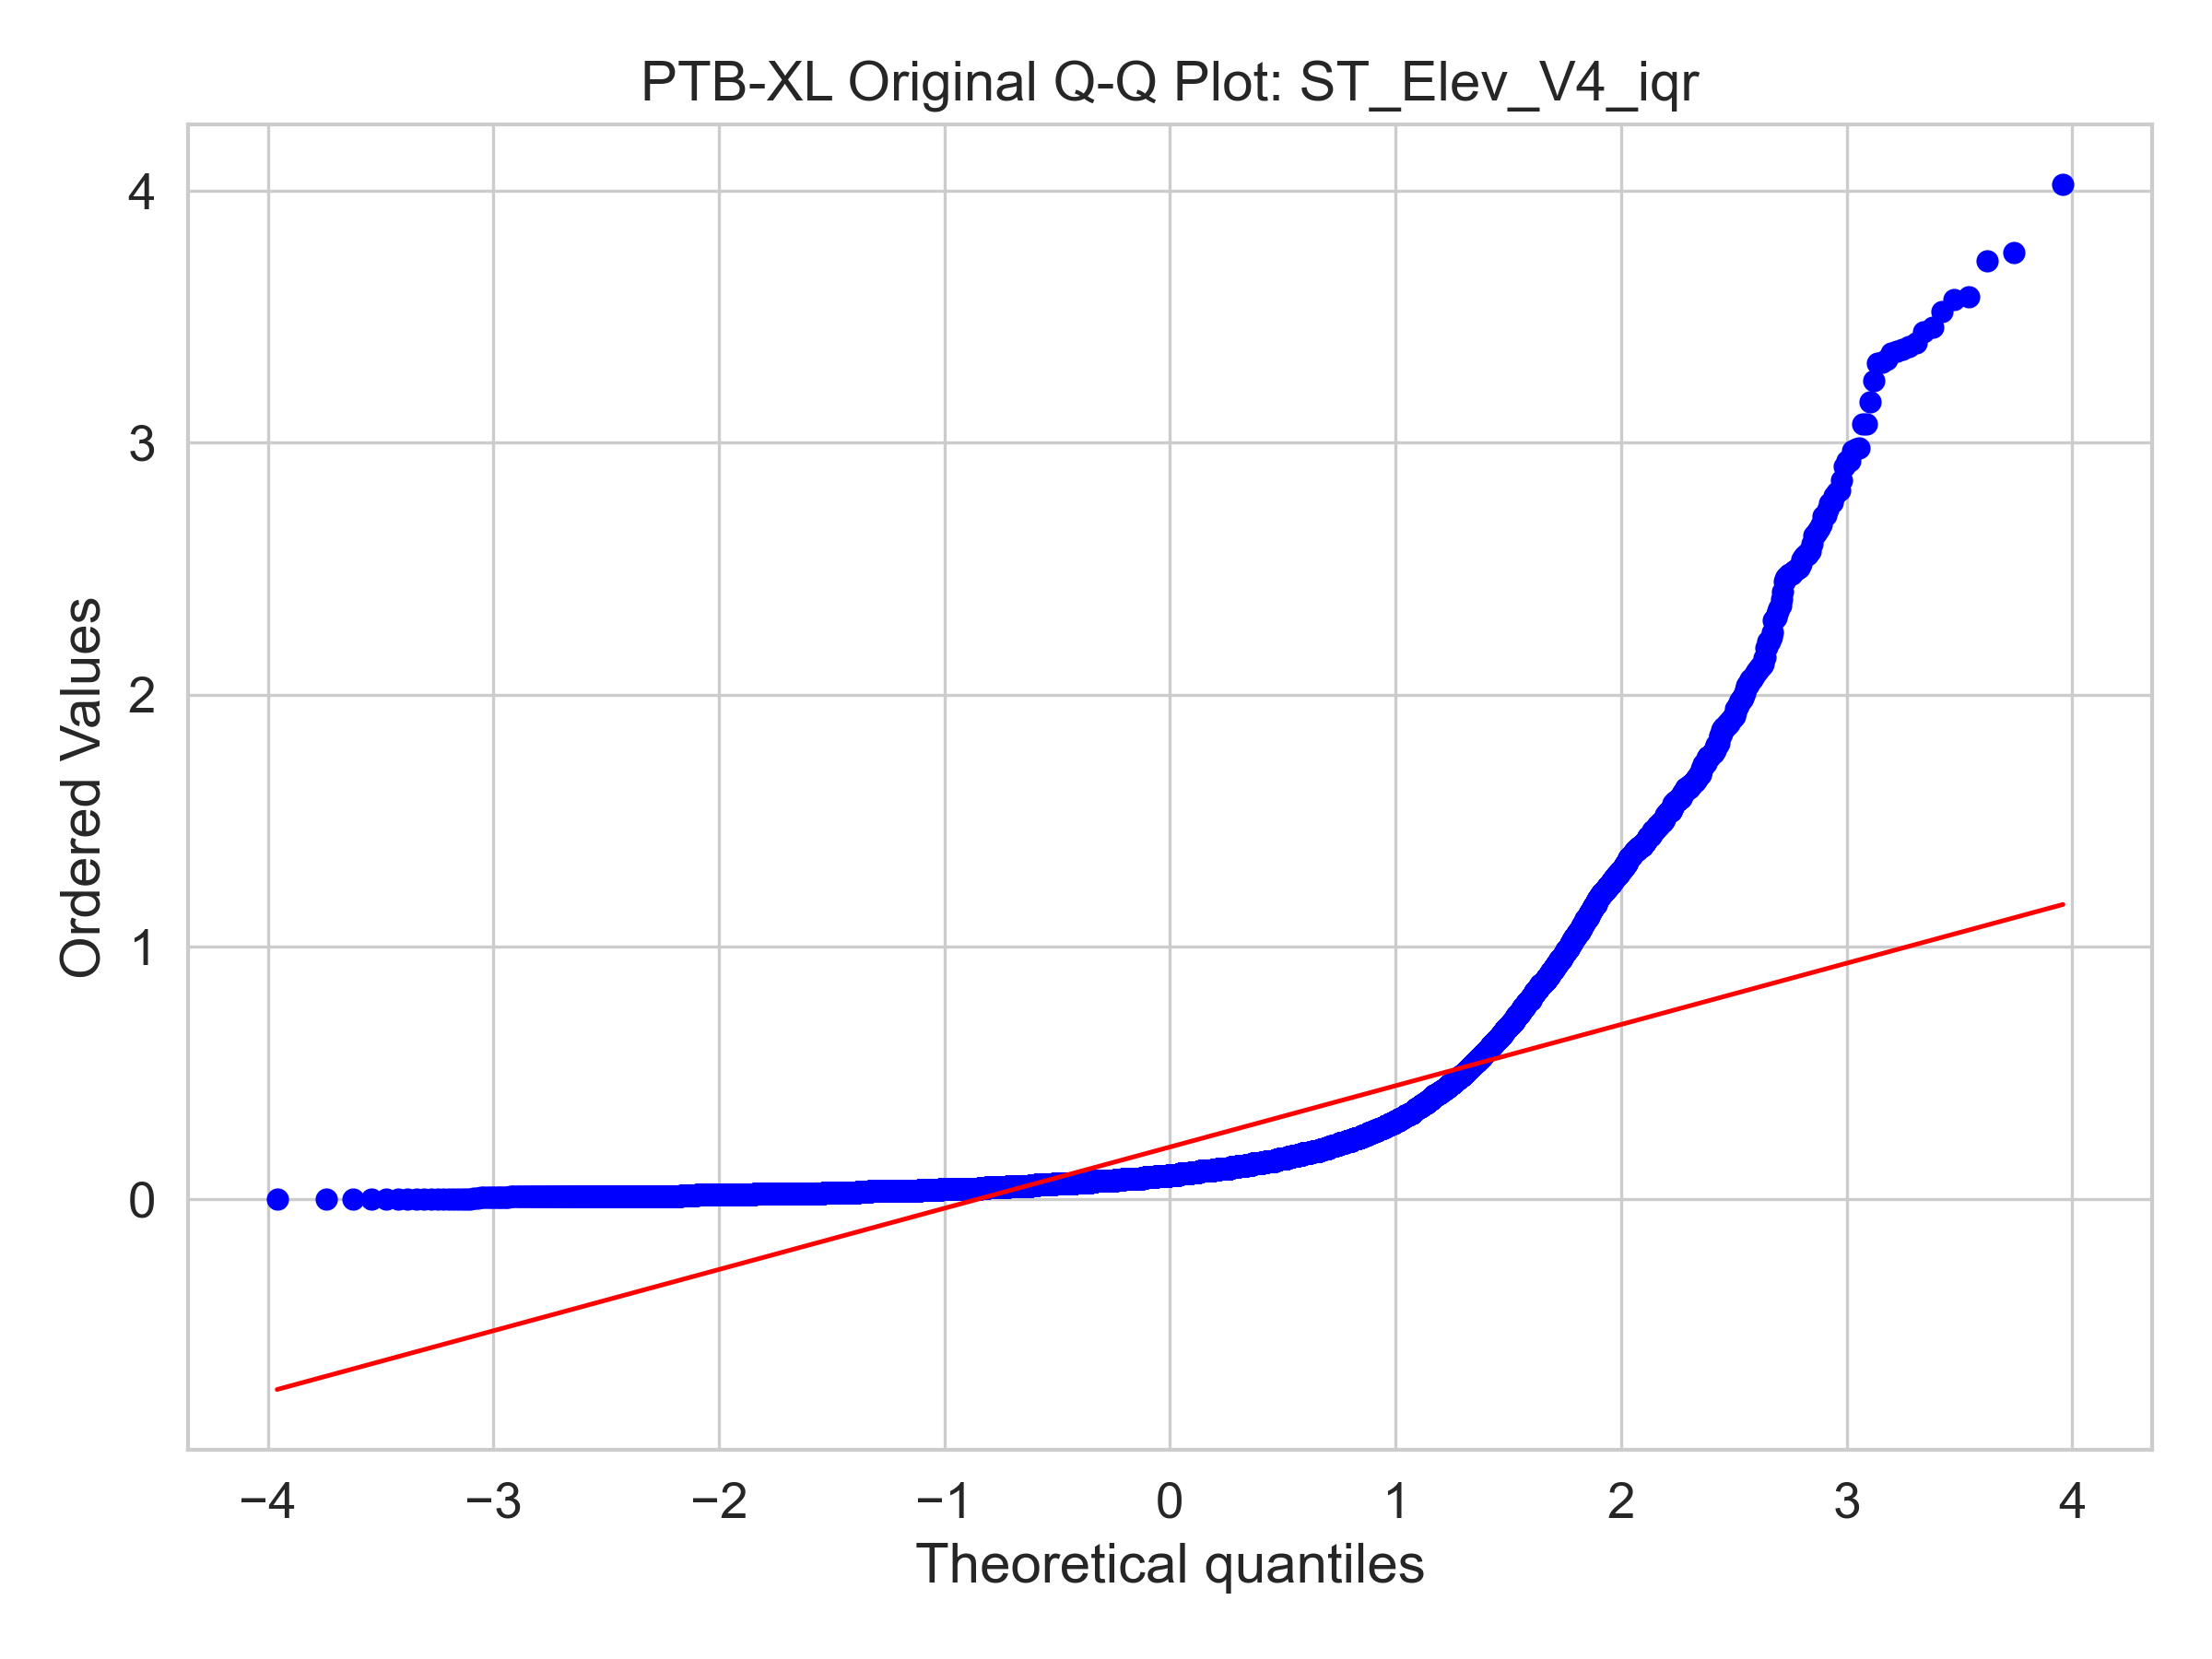 PTB-XL Original Q-Q Plot: ST_Elev_V4_iqr
4
3
2
1
0
Ordered Values
−4 −3 −2 −1 0 1 2 3 4
Theoretical quantiles